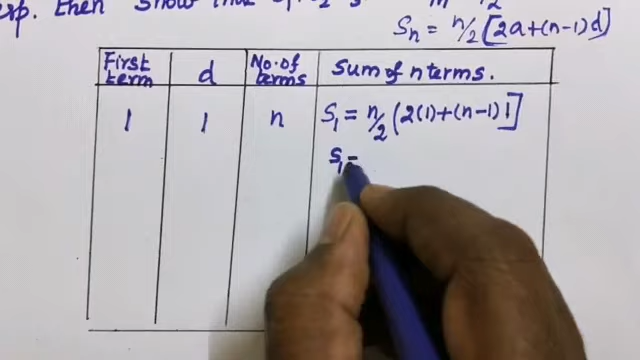 esp. then show that
Sn = n/2 [2a+(n-1)d]
First term d No. of terms Sum of n terms.
1 1 n S1 = n/2 (2(1)+(n-1)1]
S1 =